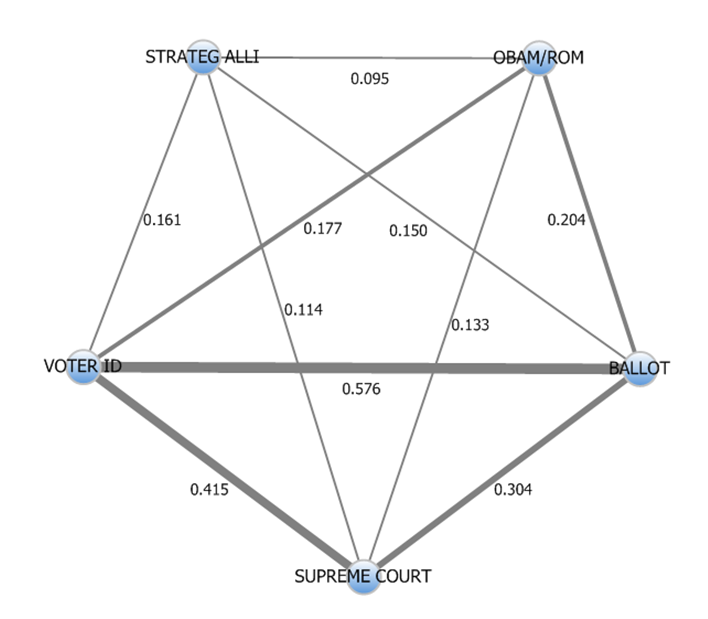 STRATEG ALLI
OBAM/ROM
0.095
0.161
0.177
0.150
0.204
0.114
0.133
VOTER ID
BALLOT
0.576
0.415
0.304
SUPREME COURT